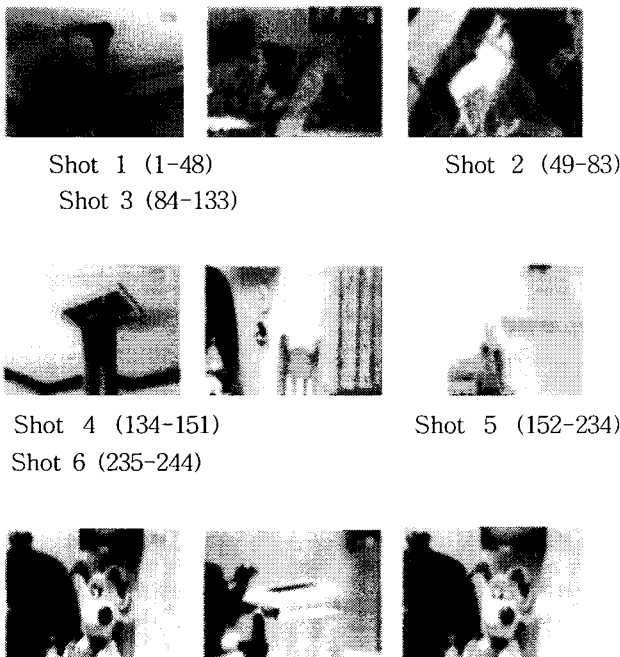 Shot 1 (1-48)
Shot 2 (49-83)
Shot 3 (84-133)
Shot 4 (134-151)
Shot 5 (152-234)
Shot 6 (235-244)